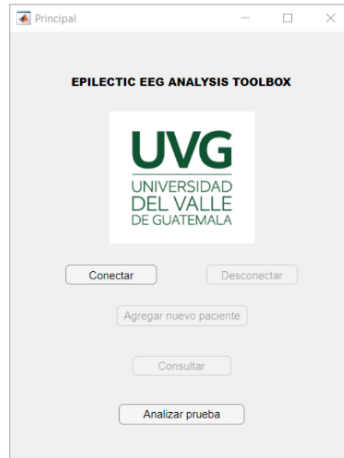 Principal
EPILECTIC EEG ANALYSIS TOOLBOX
UVG
UNIVERSIDAD
DEL VALLE
DE GUATEMALA
Conectar Desconectar
Agregar nuevo paciente
Consultar
Analizar prueba